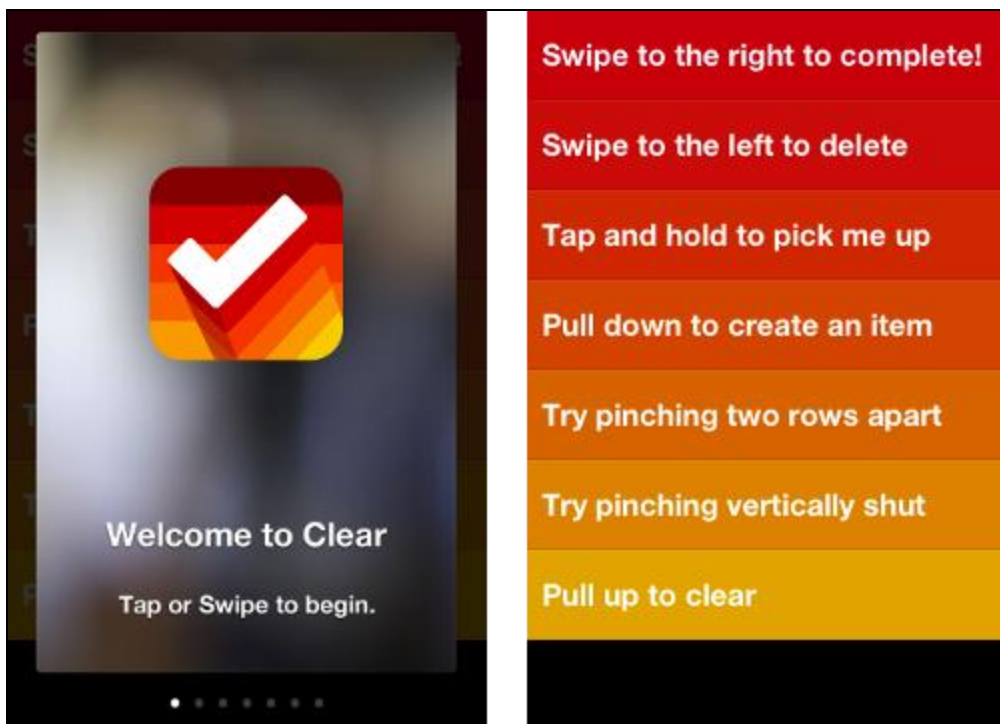 Welcome to Clear
Tap or Swipe to begin.
Swipe to the right to complete!
Swipe to the left to delete
Tap and hold to pick me up
Pull down to create an item
Try pinching two rows apart
Try pinching vertically shut
Pull up to clear